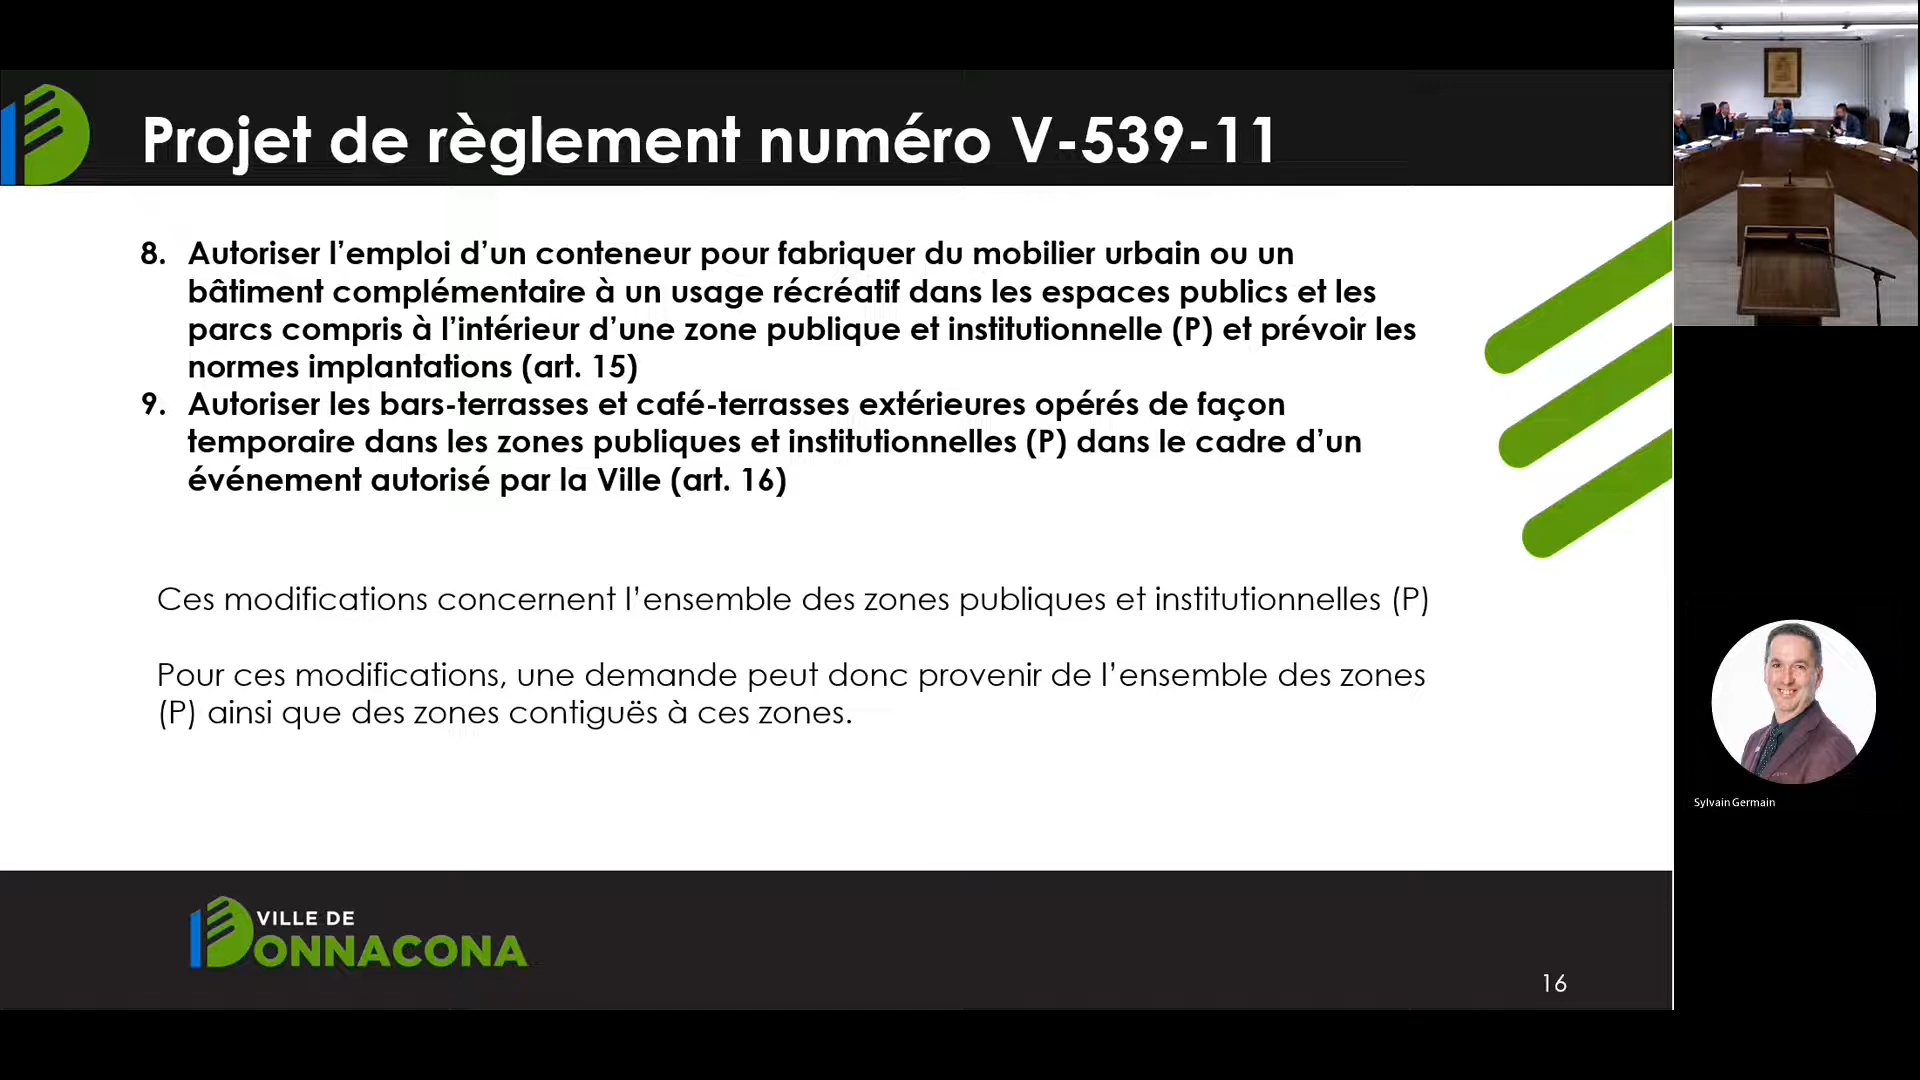 Projet de règlement numéro V-539-11
8. Autoriser l’emploi d’un conteneur pour fabriquer du mobilier urbain ou un
bâtiment complémentaire à un usage récréatif dans les espaces publics et les
parcs compris à l’intérieur d’une zone publique et institutionnelle (P) et prévoir les
normes implantations (art. 15)
9. Autoriser les bars-terrasses et café-terrasses extérieures opérés de façon
temporaire dans les zones publiques et institutionnelles (P) dans le cadre d’un
événement autorisé par la Ville (art. 16)
Ces modifications concernent l’ensemble des zones publiques et institutionnelles (P)
Pour ces modifications, une demande peut donc provenir de l’ensemble des zones
(P) ainsi que des zones contiguës à ces zones.
VILLE DE
DONNACONA
16
Sylvain Germain